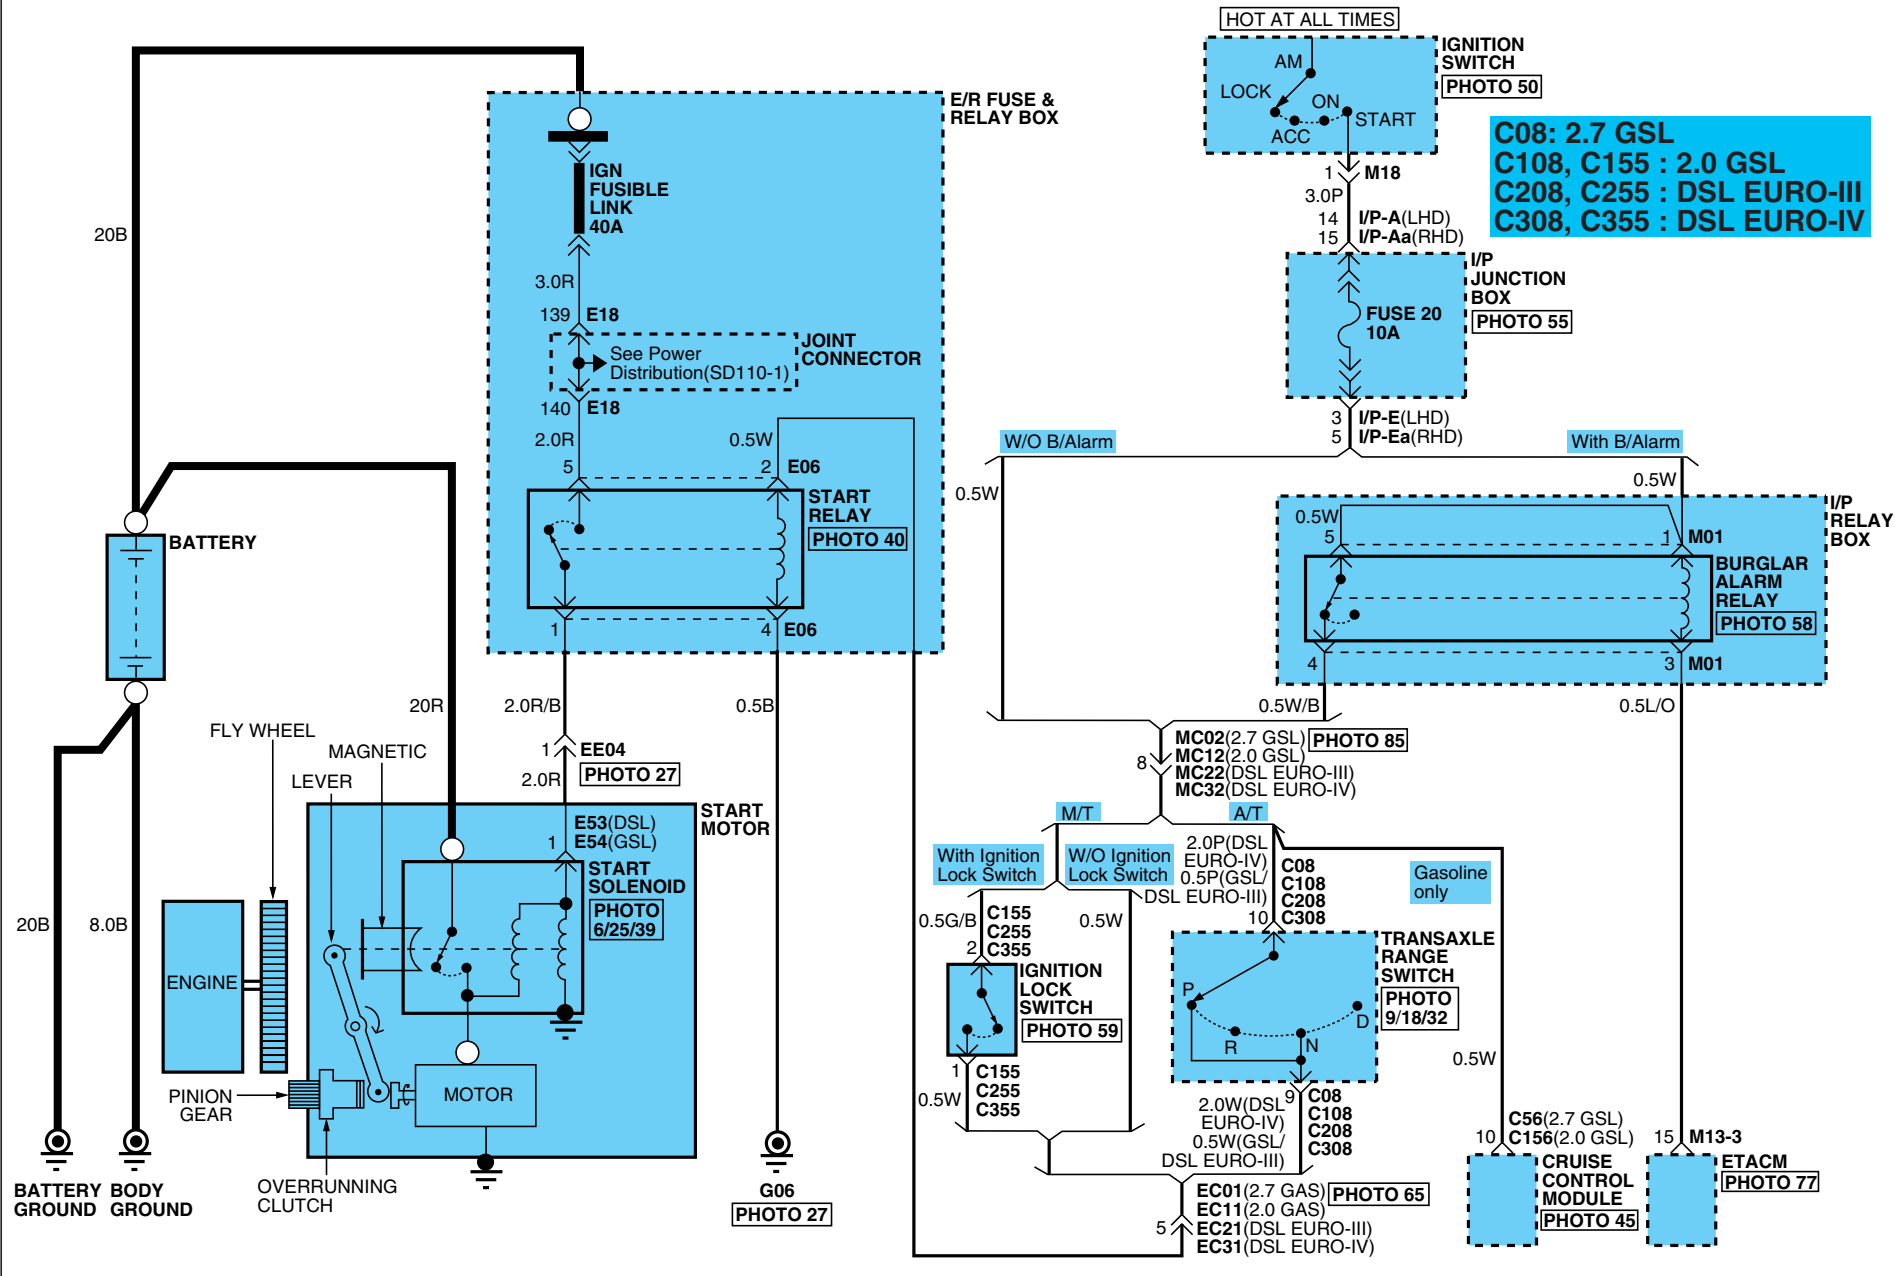 HOT AT ALL TIMES
AM
LOCK
ON
ACC
START
IGNITION
SWITCH
PHOTO 50
C08: 2.7 GSL
C108, C155 : 2.0 GSL
C208, C255 : DSL EURO-III
C308, C355 : DSL EURO-IV
1 M18
3.0P
14 I/P-A(LHD)
15 I/P-Aa(RHD)
I/P
JUNCTION
BOX
PHOTO 55
FUSE 20
10A
3 I/P-E(LHD)
5 I/P-Ea(RHD)
W/O B/Alarm
With B/Alarm
0.5W
0.5W
E/R FUSE &
RELAY BOX
IGN
FUSIBLE
LINK
40A
20B
3.0R
139 E18
JOINT
CONNECTOR
See Power
Distribution(SD110-1)
140 E18
2.0R
0.5W
5
2 E06
START
RELAY
PHOTO 40
1
4 E06
BATTERY
I/P
RELAY
BOX
0.5W
5
1 M01
BURGLAR
ALARM
RELAY
PHOTO 58
4
3 M01
20R
2.0R/B
0.5B
0.5W/B
0.5L/O
1 EE04
PHOTO 27
2.0R
FLY WHEEL
MAGNETIC
LEVER
START
MOTOR
E53(DSL)
1 E54(GSL)
START
SOLENOID
PHOTO
6/25/39
20B
8.0B
ENGINE
PINION
GEAR
MOTOR
OVERRUNNING
CLUTCH
BATTERY
GROUND
BODY
GROUND
G06
PHOTO 27
8
MC02(2.7 GSL) PHOTO 85
MC12(2.0 GSL)
MC22(DSL EURO-III)
MC32(DSL EURO-IV)
M/T
A/T
With Ignition
Lock Switch
W/O Ignition
Lock Switch
2.0P(DSL
EURO-IV)
0.5P(GSL/
DSL EURO-III)
C08
C108
C208
C308
10
Gasoline
only
0.5G/B
C155
C255
C355
2
0.5W
IGNITION
LOCK
SWITCH
PHOTO 59
1
C155
C255
C355
0.5W
TRANSAXLE
RANGE
SWITCH
PHOTO
9/18/32
P
R
N
D
9
C08
C108
C208
C308
2.0W(DSL
EURO-IV)
0.5W(GSL/
DSL EURO-III)
0.5W
5
EC01(2.7 GAS) PHOTO 65
EC11(2.0 GAS)
EC21(DSL EURO-III)
EC31(DSL EURO-IV)
C56(2.7 GSL)
10 C156(2.0 GSL)
CRUISE
CONTROL
MODULE
PHOTO 45
15 M13-3
ETACM
PHOTO 77